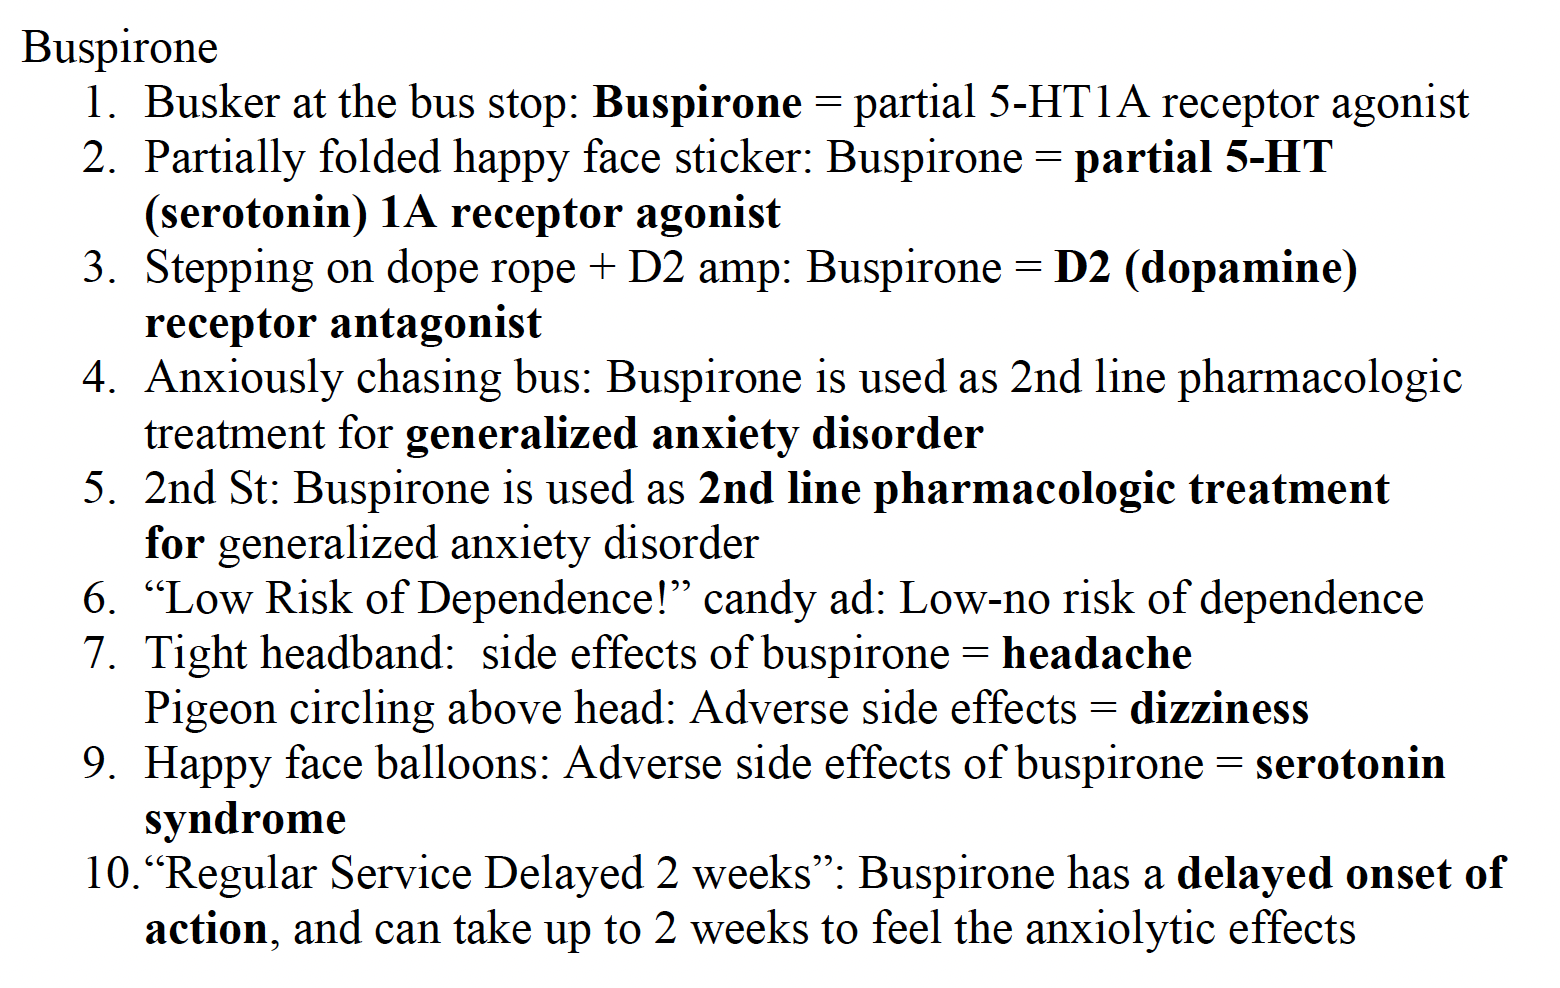 Buspirone
1. Busker at the bus stop: Buspirone = partial 5-HT1A receptor agonist
2. Partially folded happy face sticker: Buspirone = partial 5-HT
(serotonin) 1A receptor agonist
3. Stepping on dope rope + D2 amp: Buspirone = D2 (dopamine)
receptor antagonist
4. Anxiously chasing bus: Buspirone is used as 2nd line pharmacologic
treatment for generalized anxiety disorder
5. 2nd St: Buspirone is used as 2nd line pharmacologic treatment
for generalized anxiety disorder
6. “Low Risk of Dependence!” candy ad: Low-no risk of dependence
7. Tight headband:  side effects of buspirone = headache
Pigeon circling above head: Adverse side effects = dizziness
9. Happy face balloons: Adverse side effects of buspirone = serotonin
syndrome
10. “Regular Service Delayed 2 weeks”: Buspirone has a delayed onset of
action, and can take up to 2 weeks to feel the anxiolytic effects